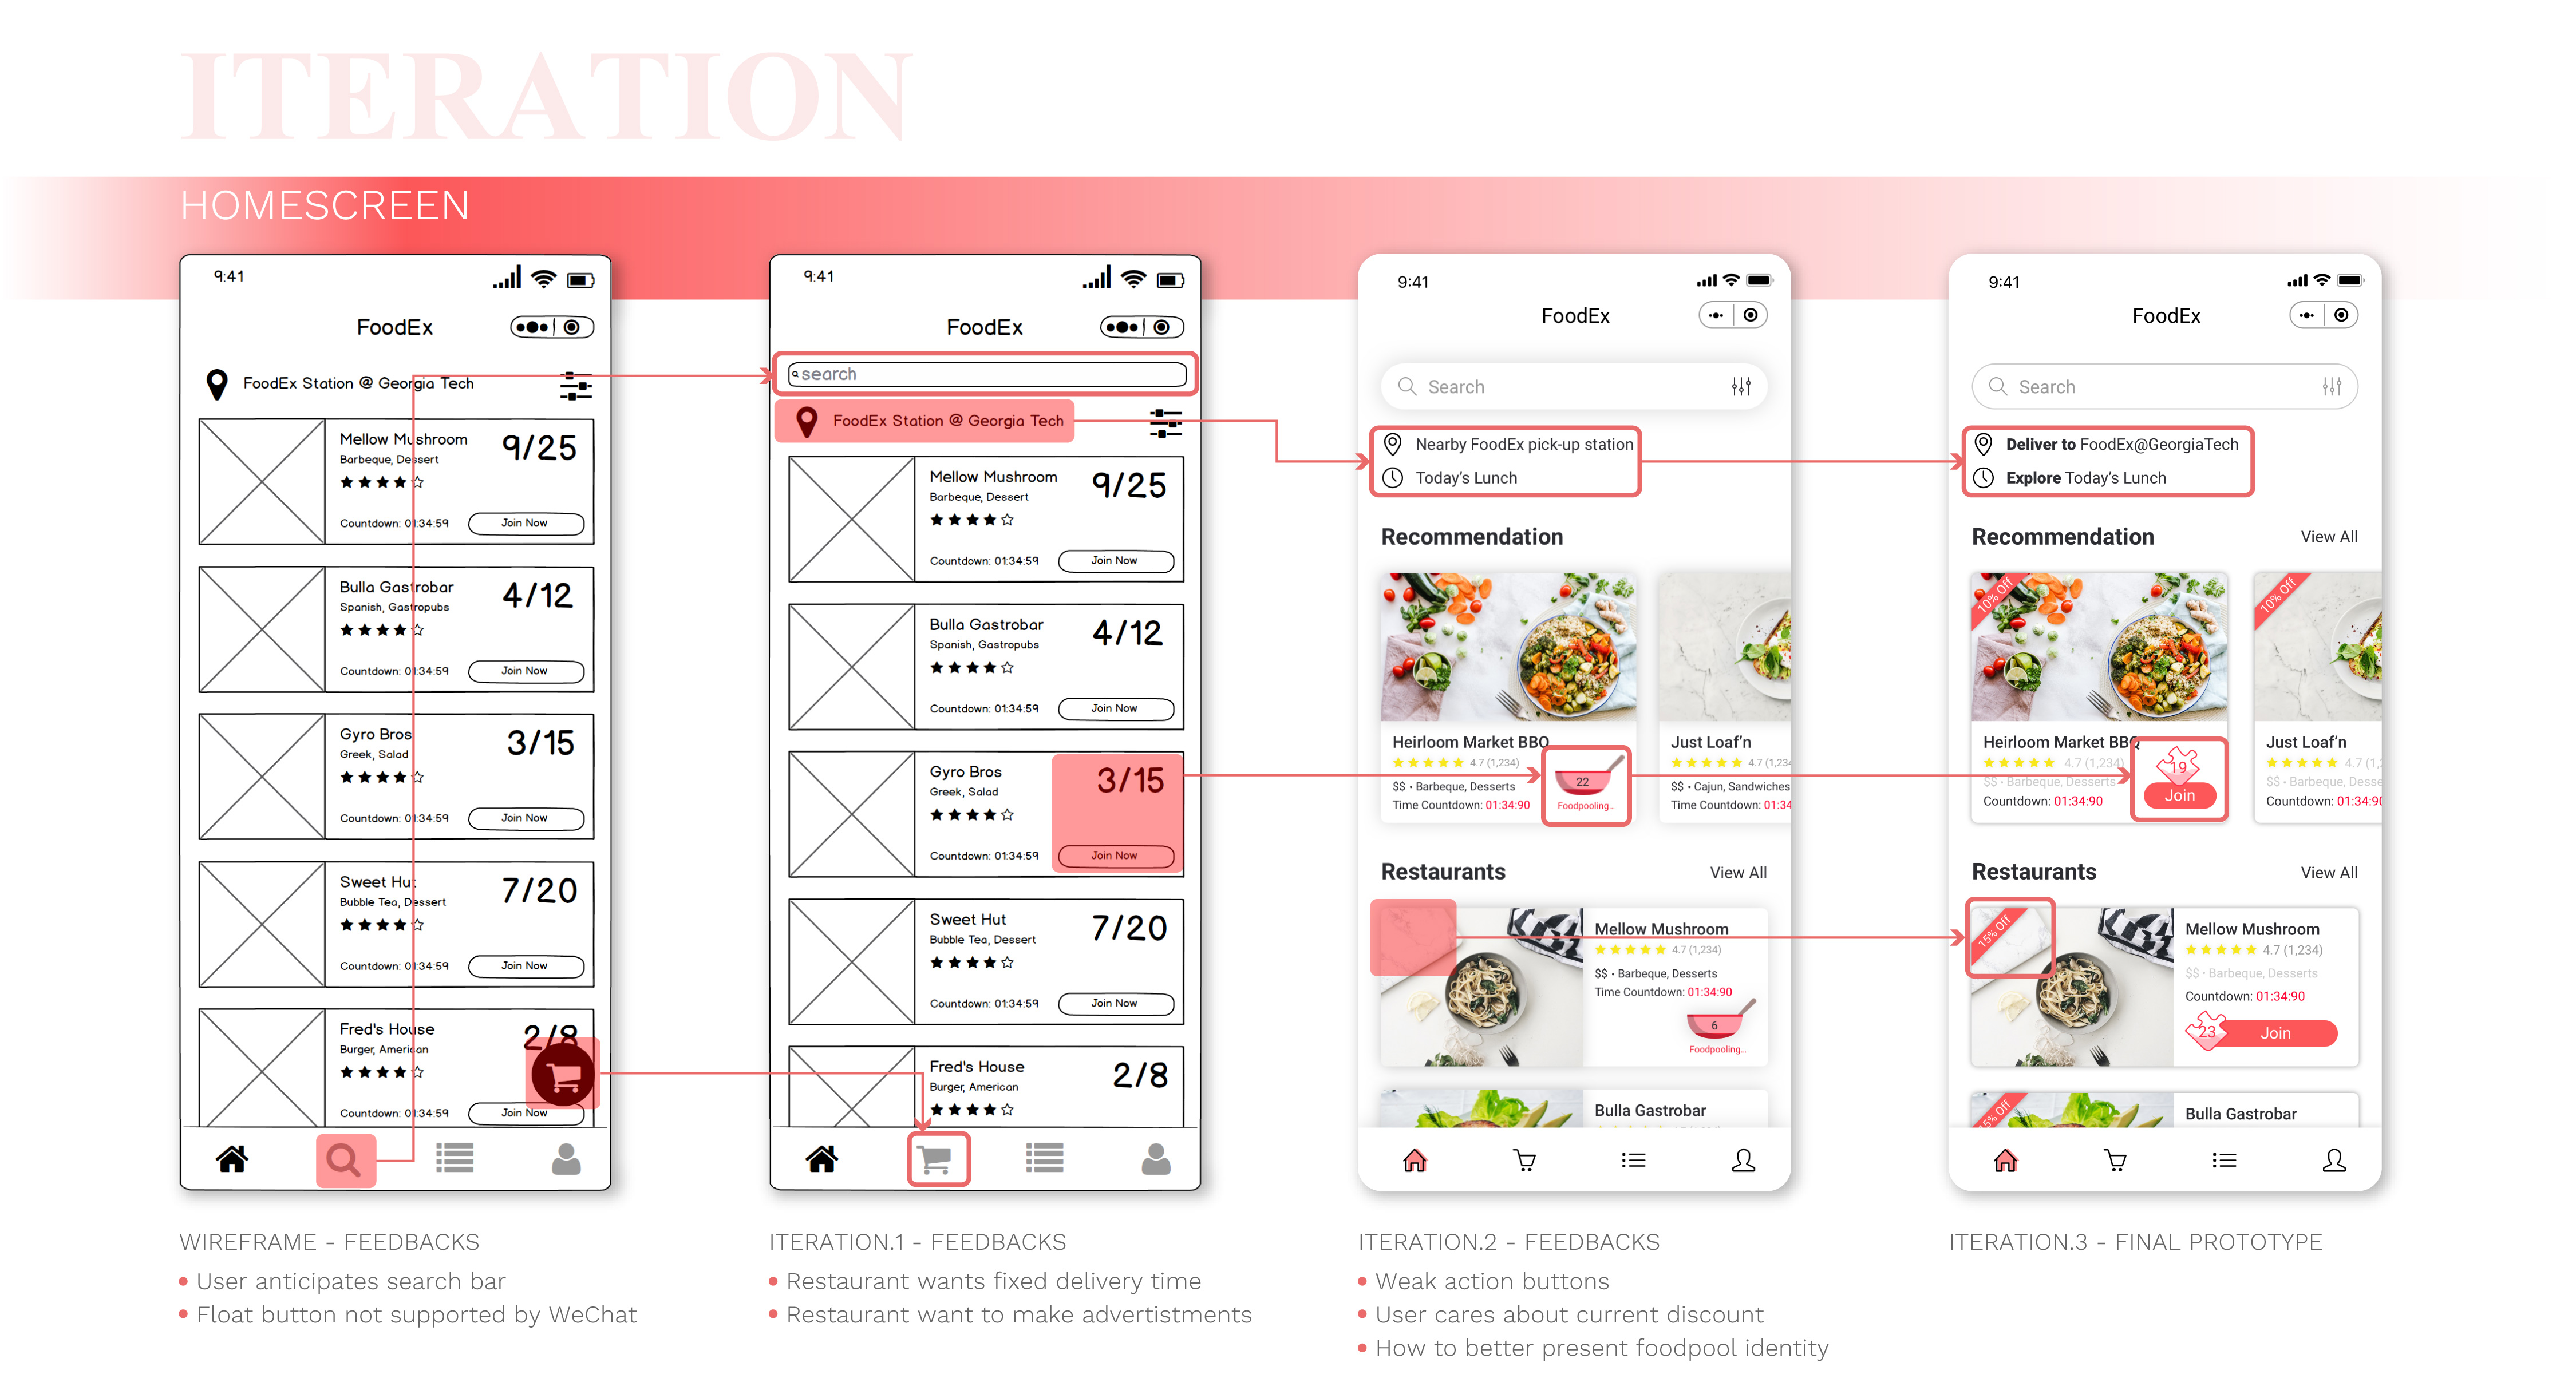 ITERATION
HOMESCREEN
9:41
FoodEx
FoodEx Station @ Georgia Tech
Mellow Mushroom
9/25
Barbeque, Dessert
Countdown: 01:34:59
Join Now
Bulla Gastrobar
4/12
Spanish, Gastropubs
Countdown: 01:34:59
Join Now
Gyro Bros
3/15
Greek, Salad
Countdown: 01:34:59
Join Now
Sweet Hut
7/20
Bubble Tea, Dessert
Countdown: 01:34:59
Join Now
Fred's House
2/8
Burger, American
Countdown: 01:34:59
Join Now
WIREFRAME - FEEDBACKS
• User anticipates search bar
• Float button not supported by WeChat
9:41
FoodEx
search
FoodEx Station @ Georgia Tech
Mellow Mushroom
9/25
Barbeque, Dessert
Countdown: 01:34:59
Join Now
Bulla Gastrobar
4/12
Spanish, Gastropubs
Countdown: 01:34:59
Join Now
Gyro Bros
3/15
Greek, Salad
Countdown: 01:34:59
Join Now
Sweet Hut
7/20
Bubble Tea, Dessert
Countdown: 01:34:59
Join Now
Fred's House
2/8
Burger, American
ITERATION.1 - FEEDBACKS
• Restaurant wants fixed delivery time
• Restaurant want to make advertistments
9:41
FoodEx
Search
Nearby FoodEx pick-up station
Today's Lunch
Recommendation
Heirloom Market BBQ
4.7 (1,234)
$$ • Barbeque, Desserts
Time Countdown: 01:34:90
22
Foodpooling...
Just Loaf'n
4.7 (1,234
$$ • Cajun, Sandwiches
Time Countdown: 01:34
Restaurants
View All
Mellow Mushroom
4.7 (1,234)
$$ • Barbeque, Desserts
Time Countdown: 01:34:90
6
Foodpooling...
Bulla Gastrobar
ITERATION.2 - FEEDBACKS
• Weak action buttons
• User cares about current discount
• How to better present foodpool identity
9:41
FoodEx
Search
Deliver to FoodEx@GeorgiaTech
Explore Today's Lunch
Recommendation
View All
10% Off
Heirloom Market BBQ
4.7 (1,234)
$$ • Barbeque, Desserts
Countdown: 01:34:90
19
Join
10% Off
Just Loaf'n
4.7 (1,2
$$ • Barbeque, Desse
Countdown: 01:34:90
Restaurants
View All
15% Off
Mellow Mushroom
4.7 (1,234)
$$ • Barbeque, Desserts
Countdown: 01:34:90
23
Join
5% Off
Bulla Gastrobar
ITERATION.3 - FINAL PROTOTYPE